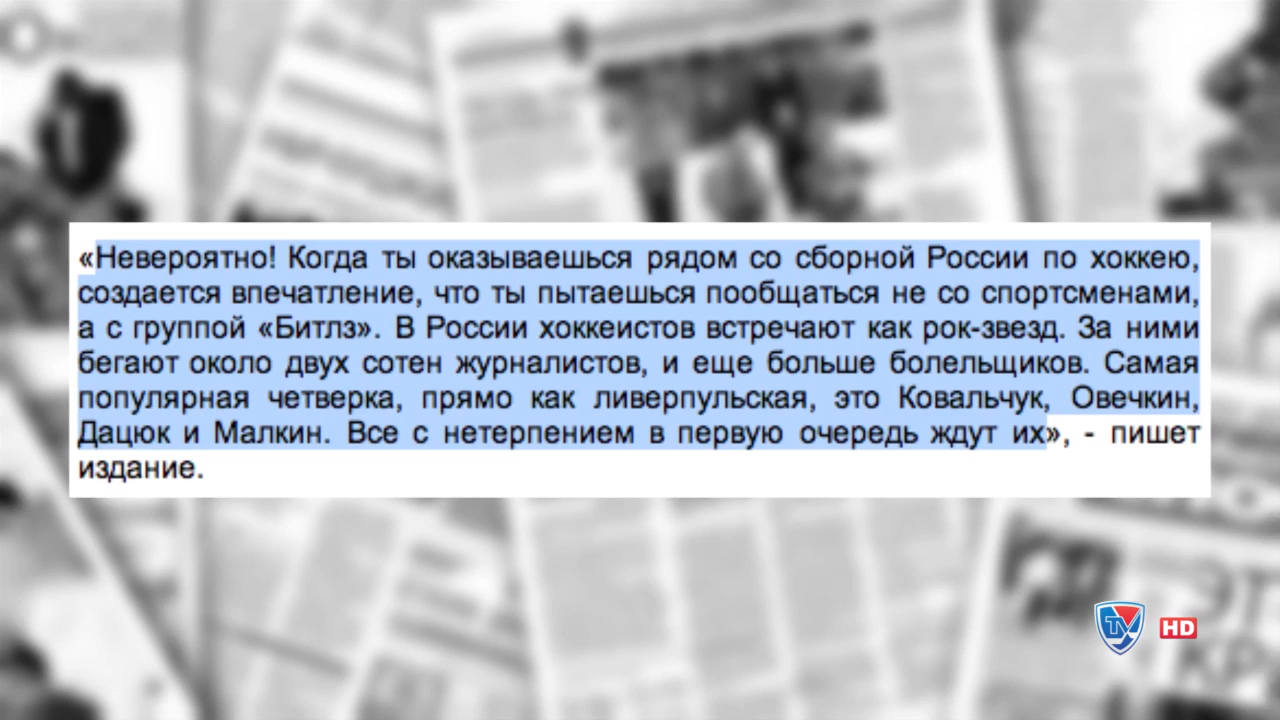 «Невероятно! Когда ты оказываешься рядом со сборной России по хоккею,
создается впечатление, что ты пытаешься пообщаться не со спортсменами,
а с группой «Битлз». В России хоккеистов встречают как рок-звезд. За ними
бегают около двух сотен журналистов, и еще больше болельщиков. Самая
популярная четверка, прямо как ливерпульская, это Ковальчук, Овечкин,
Дацюк и Малкин. Все с нетерпением в первую очередь ждут их», - пишет
издание.
TV HD